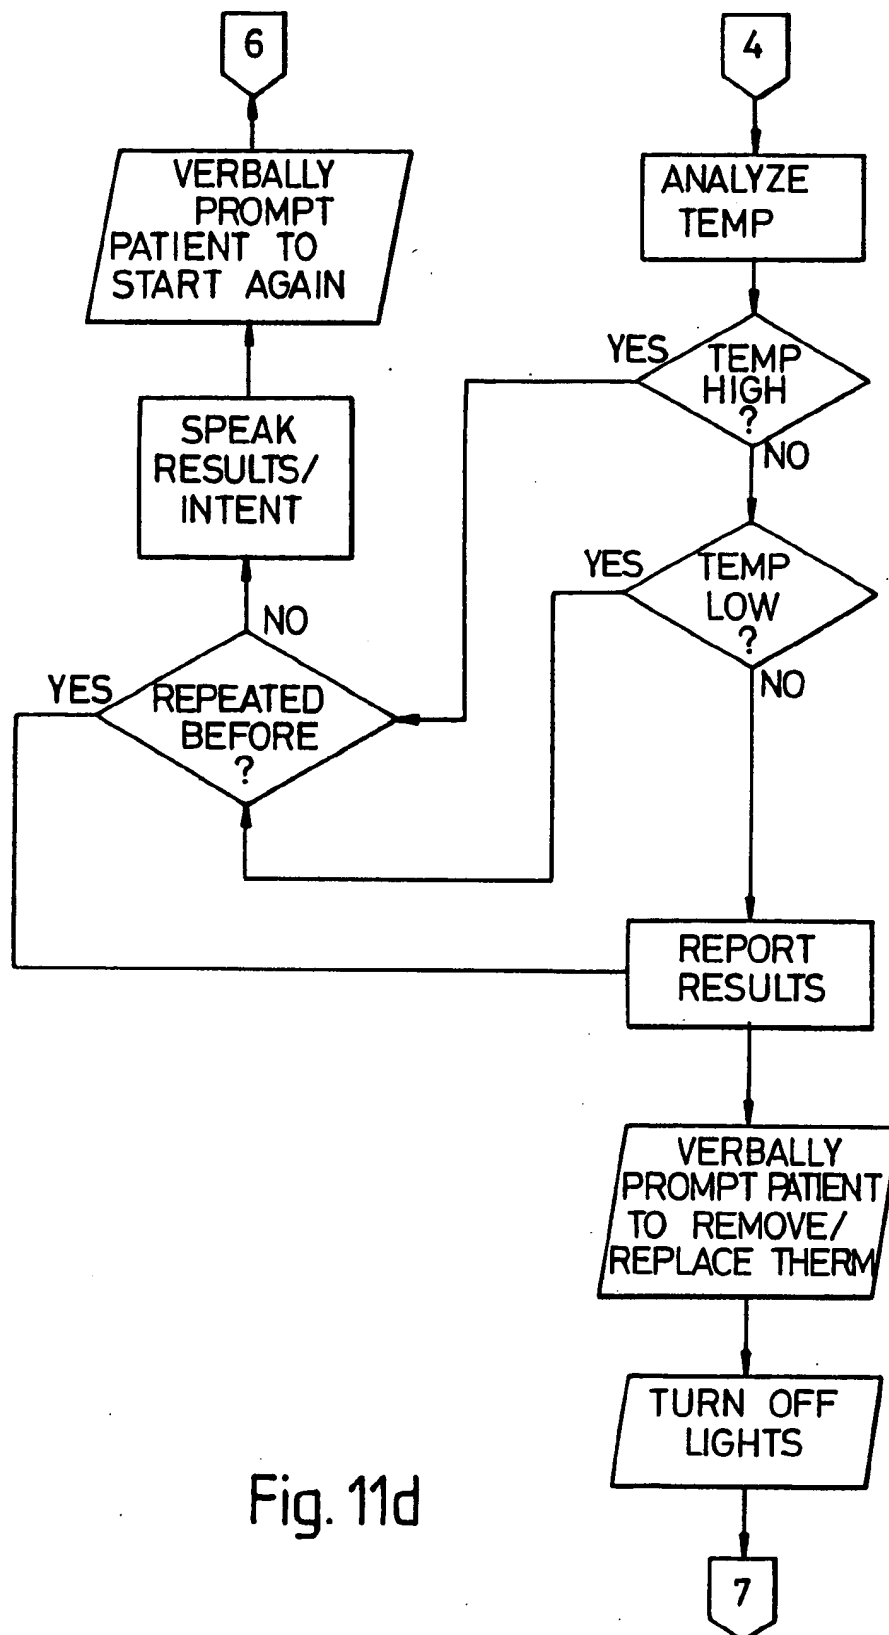 6
VERBALLY
PROMPT
PATIENT TO
START AGAIN
SPEAK
RESULTS/
INTENT
NO
YES
REPEATED
BEFORE
?
4
ANALYZE
TEMP
YES
TEMP
HIGH
?
NO
YES
TEMP
LOW
?
NO
REPORT
RESULTS
VERBALLY
PROMPT PATIENT
TO REMOVE/
REPLACE THERM
TURN OFF
LIGHTS
7
Fig. 11d